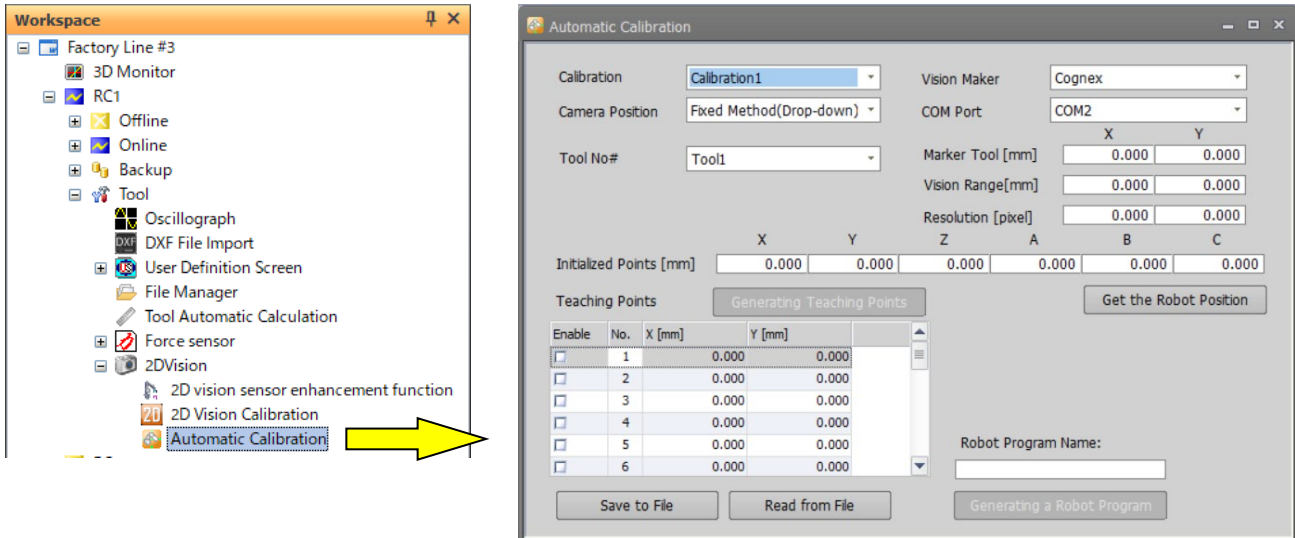 Workspace
Factory Line #3
3D Monitor
RC1
Offline
Online
Backup
Tool
Oscillograph
DXF DXF File Import
User Definition Screen
File Manager
Tool Automatic Calculation
Force sensor
2DVision
2D vision sensor enhancement function
2D 2D Vision Calibration
Automatic Calibration
Automatic Calibration
Calibration Calibration1 Vision Maker Cognex
Camera Position Fixed Method(Drop-down) COM Port COM2
X Y
Tool No# Tool1 Marker Tool [mm] 0.000 0.000
Vision Range[mm] 0.000 0.000
Resolution [pixel] 0.000 0.000
X Y Z A B C
Initialized Points [mm] 0.000 0.000 0.000 0.000 0.000 0.000
Teaching Points Generating Teaching Points Get the Robot Position
Enable No. X [mm] Y [mm]
1 0.000 0.000
2 0.000 0.000
3 0.000 0.000
4 0.000 0.000
5 0.000 0.000 Robot Program Name:
6 0.000 0.000
Save to File Read from File Generating a Robot Program